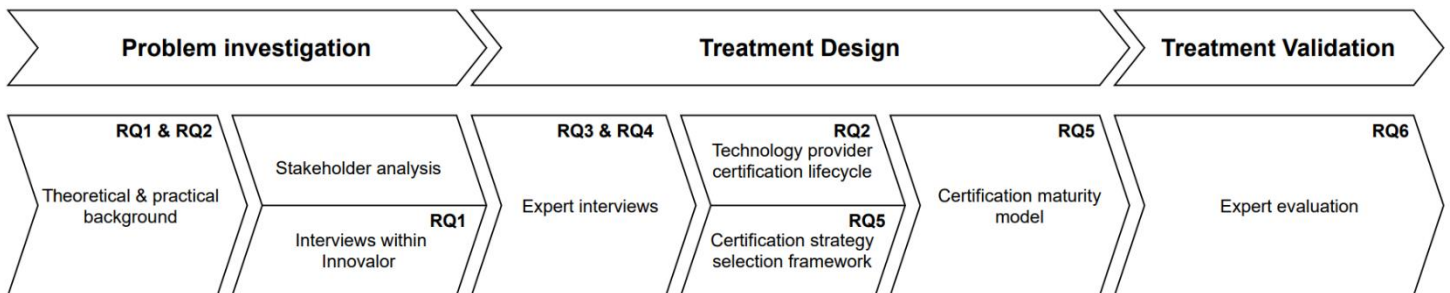 Problem investigation
Treatment Design
Treatment Validation
RQ1 & RQ2
Theoretical & practical
background
Stakeholder analysis
RQ1
Interviews within
Innovalor
RQ3 & RQ4
Expert interviews
RQ2
Technology provider
certification lifecycle
RQ5
Certification strategy
selection framework
RQ5
Certification maturity
model
RQ6
Expert evaluation